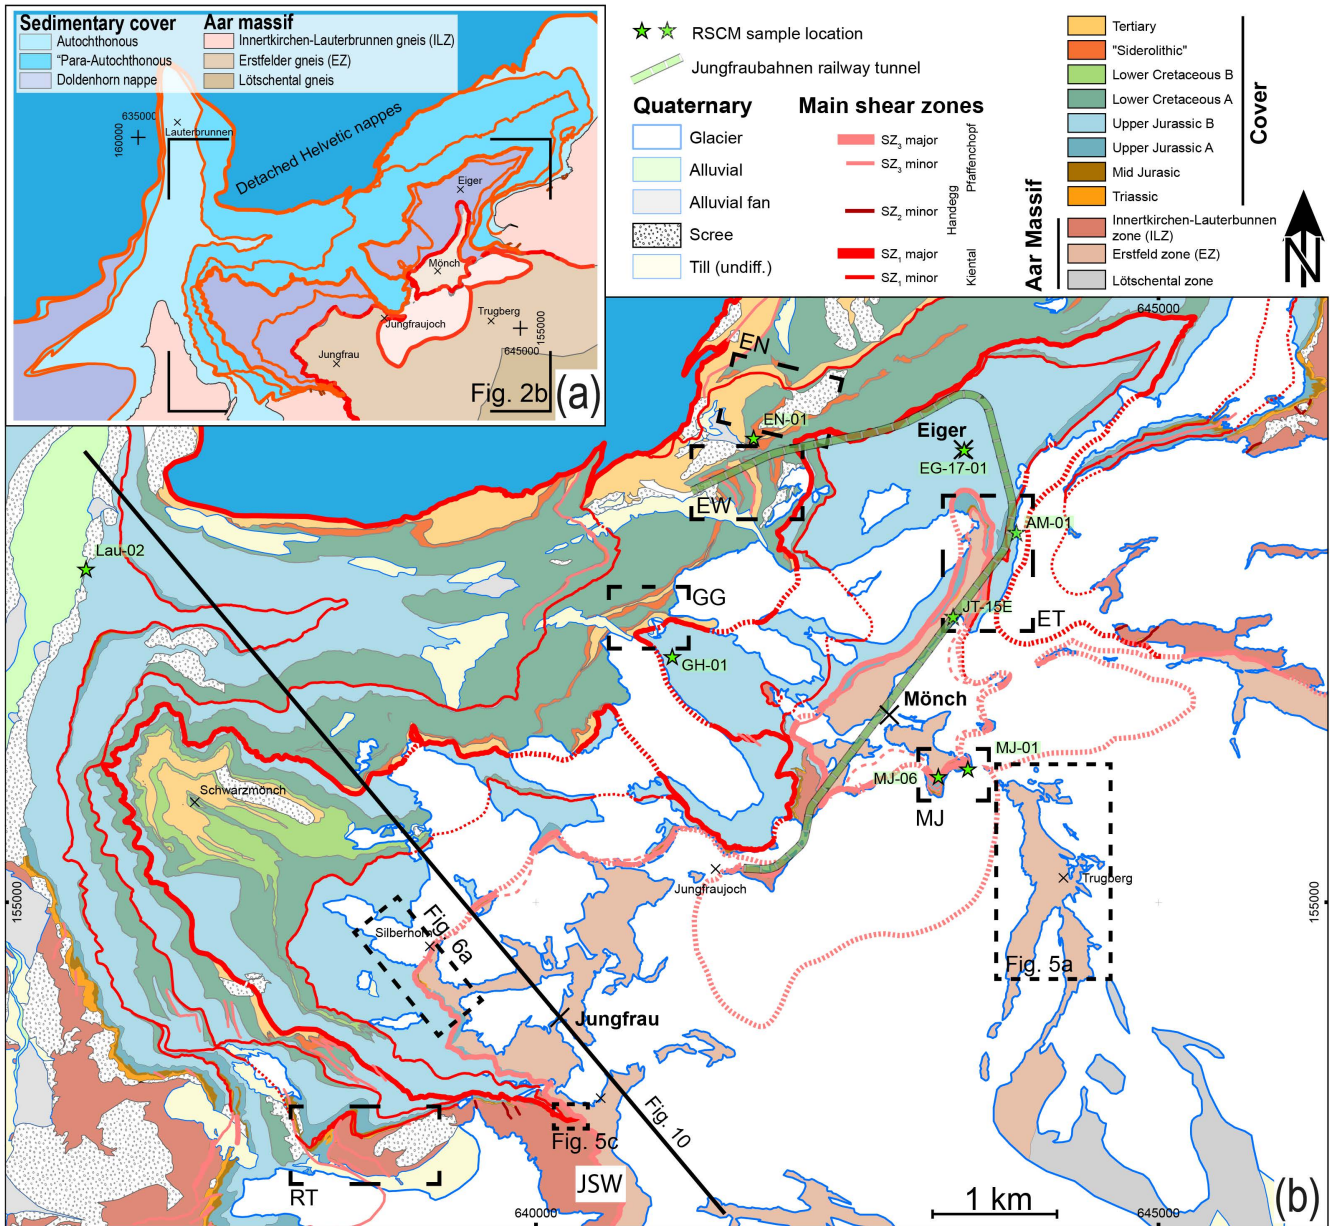 Sedimentary cover
Autochthonous
"Para-Autochthonous
Doldenhorn nappe
Aar massif
Innertkirchen-Lauterbrunnen gneis (ILZ)
Erstfelder gneis (EZ)
Lötschental gneis
635000
160000
Lauterbrunnen
Detached Helvetic nappes
Eiger
Mönch
Jungfraujoch
Trugberg
Jungfrau
155000
645000
Fig. 2b
(a)
RSCM sample location
Jungfraubahnen railway tunnel
Quaternary
Glacier
Alluvial
Alluvial fan
Scree
Till (undiff.)
Main shear zones
SZ3 major
SZ3 minor
SZ2 minor
SZ1 major
SZ1 minor
Pfaffenchopf
Handegg
Kiental
Tertiary
"Siderolithic"
Lower Cretaceous B
Lower Cretaceous A
Upper Jurassic B
Upper Jurassic A
Mid Jurasic
Triassic
Cover
Innertkirchen-Lauterbunnen
zone (ILZ)
Erstfeld zone (EZ)
Lötschental zone
Aar Massif
N
645000
EN
EN-01
Eiger
EG-17-01
EW
AM-01
Lau-02
GG
JT-15E
ET
GH-01
Mönch
MJ-01
MJ-06
MJ
Schwarzmönch
Jungfraujoch
Trugberg
155000
155000
Silberhorn
Fig. 6a
Fig. 5a
Jungfrau
Fig. 10
Fig. 5c
RT
JSW
1 km
640000
645000
(b)